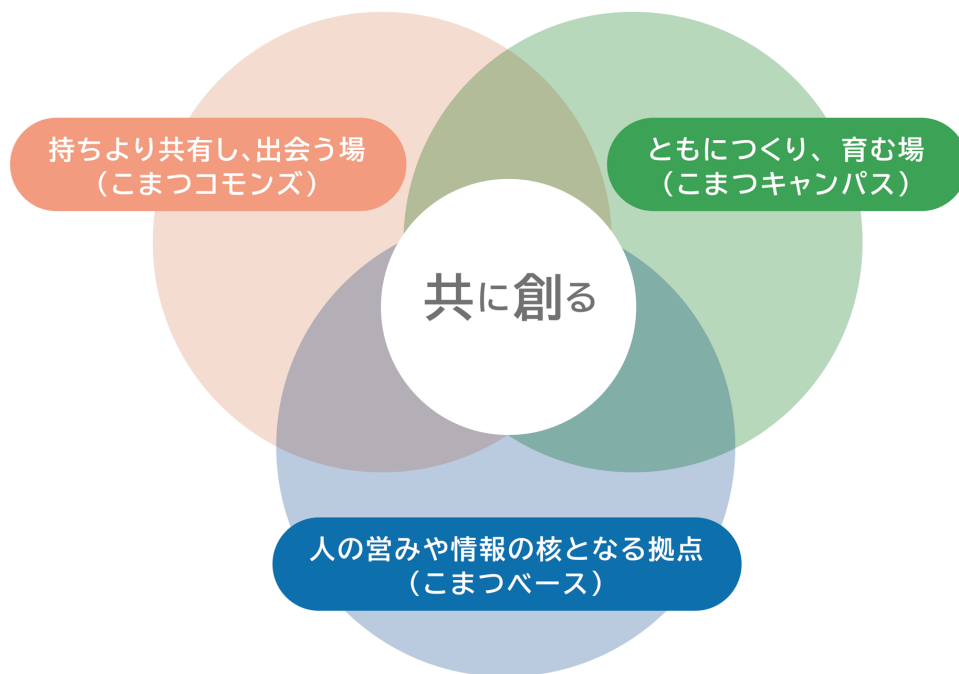 持ちより共有し、出会う場
（こまつコモンズ）
ともにつくり、育む場
（こまつキャンパス）
共に創る
人の営みや情報の核となる拠点
（こまつベース）